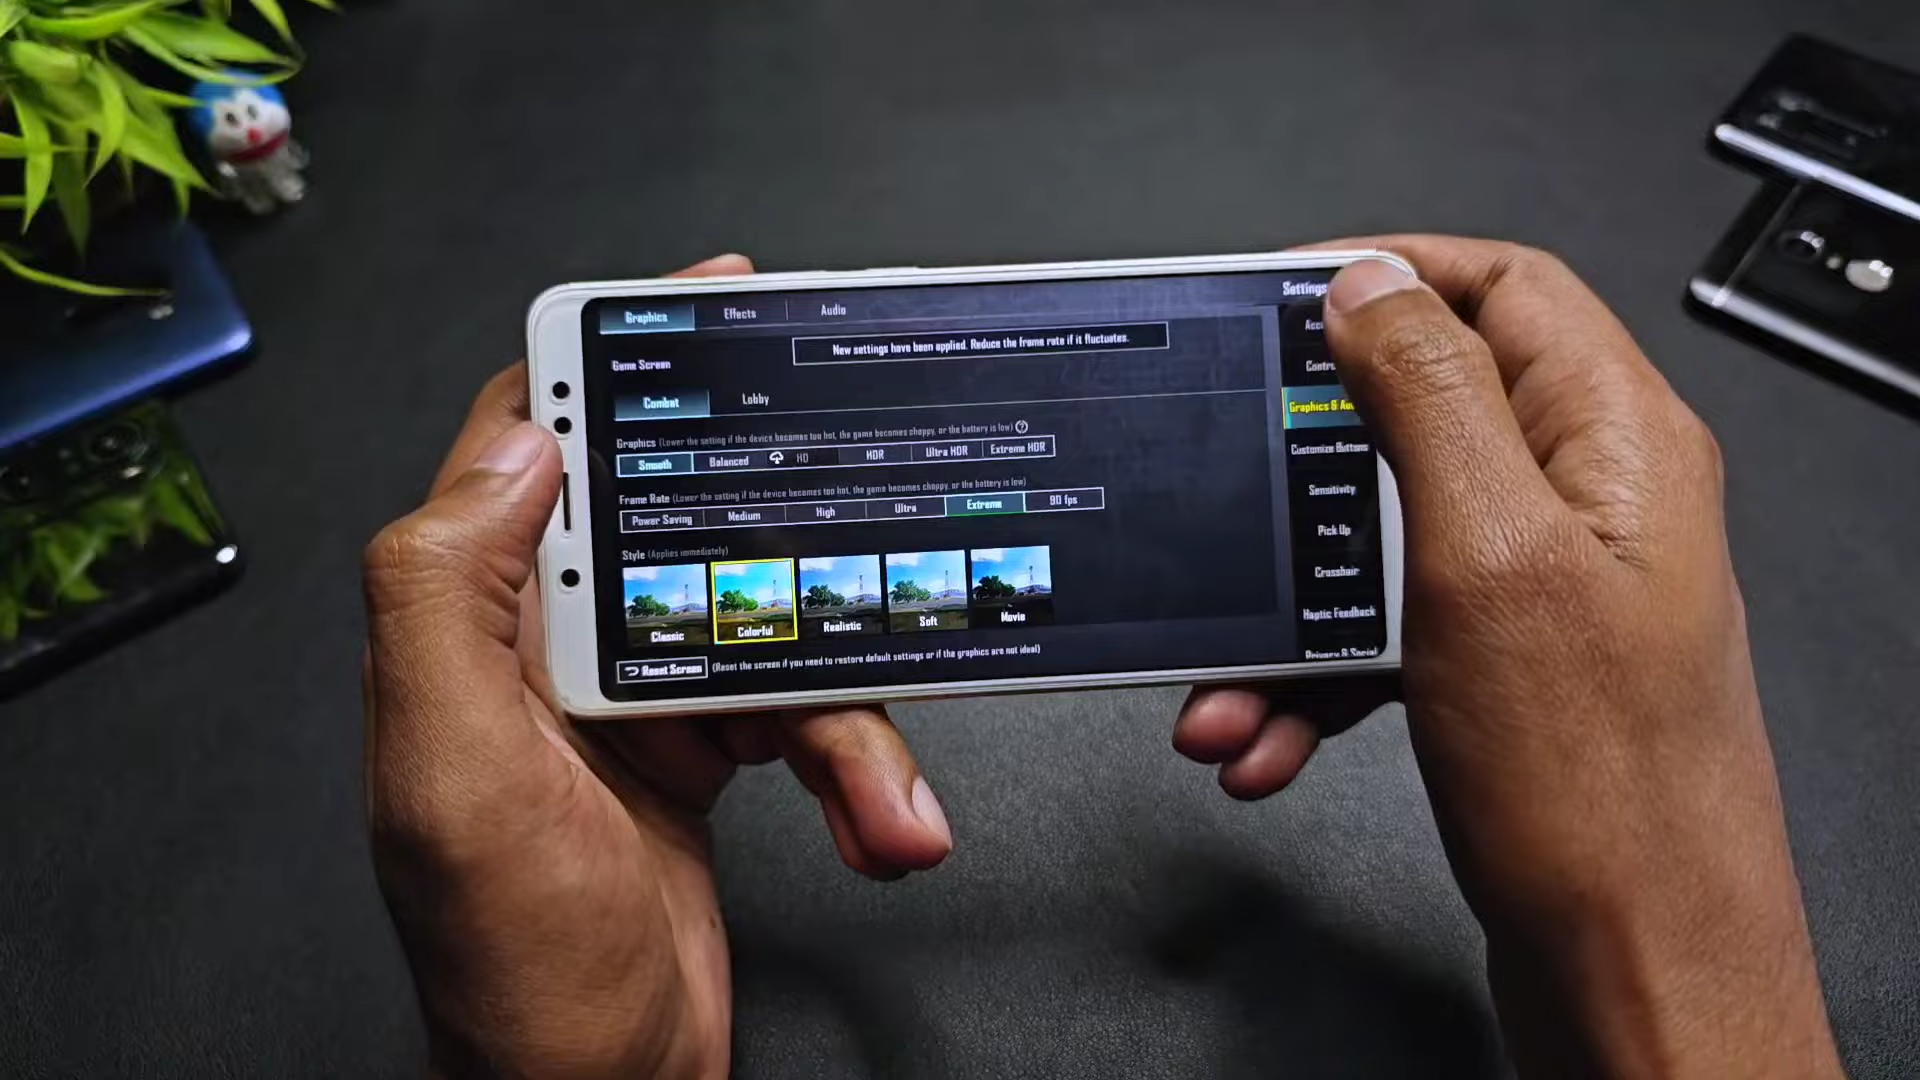 Graphics Effects Audio
Settings
New settings have been applied. Reduce the frame rate if it fluctuates.
Game Screen
Combat Lobby
Graphics (Lower the setting if the device becomes too hot, the game becomes choppy, or the battery is low) ?
Smooth Balanced HD HDR Ultra HDR Extreme HDR
Frame Rate (Lower the setting if the device becomes too hot, the game becomes choppy, or the battery is low)
Power Saving Medium High Ultra Extreme 90 fps
Style (Applies immediately)
Classic Colorful Realistic Soft Movie
Reset Screen (Reset the screen if you need to restore default settings or if the graphics are not ideal)
Graphics &
Customize Buttons
Sensitivity
Pick Up
Crosshair
Haptic Feedback
Privacy & Social